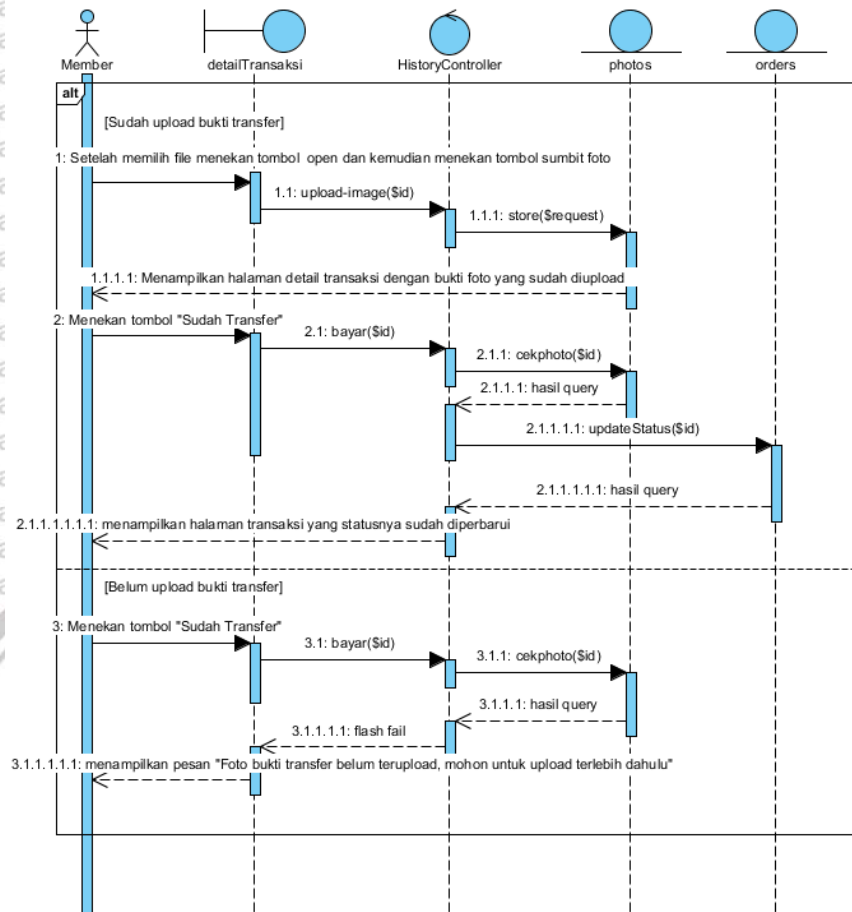 Member
detailTransaksi
HistoryController
photos
orders
alt
[Sudah upload bukti transfer]
1: Setelah memilih file menekan tombol open dan kemudian menekan tombol sumbit foto
1.1: upload-image($id)
1.1.1: store($request)
1.1.1.1: Menampilkan halaman detail transaksi dengan bukti foto yang sudah diupload
2: Menekan tombol "Sudah Transfer"
2.1: bayar($id)
2.1.1: cekphoto($id)
2.1.1.1: hasil query
2.1.1.1.1: updateStatus($id)
2.1.1.1.1.1: hasil query
2.1.1.1.1.1.1: menampilkan halaman transaksi yang statusnya sudah diperbarui
[Belum upload bukti transfer]
3: Menekan tombol "Sudah Transfer"
3.1: bayar($id)
3.1.1: cekphoto($id)
3.1.1.1: hasil query
3.1.1.1.1: flash fail
3.1.1.1.1.1: menampilkan pesan "Foto bukti transfer belum terupload, mohon untuk upload terlebih dahulu"